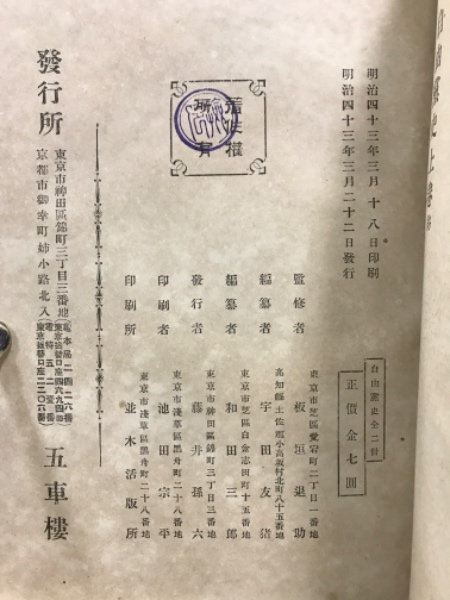 自由黨史上卷終
明治四十三年三月十八日印刷
明治四十三年三月二十二日發行
自由黨史全二冊
正價金七圓
著作權
所有
監修者
東京市芝區愛宕町二丁目一番地
板垣退助
編纂者
高知縣土佐郡小高坂村北町八十五番地
宇田友猪
編纂者
東京市芝區白金志田町十五番地
和田三郎
發行者
東京市神田區錦町三丁目三番地
藤井孫六
印刷者
東京市淺草區黑舟町二十八番地
池田宗平
印刷所
東京市淺草區黑舟町二十八番地
並木活版所
發行所
東京市神田區錦町三丁目三番地
京都市御幸町姉小路北入
五車樓